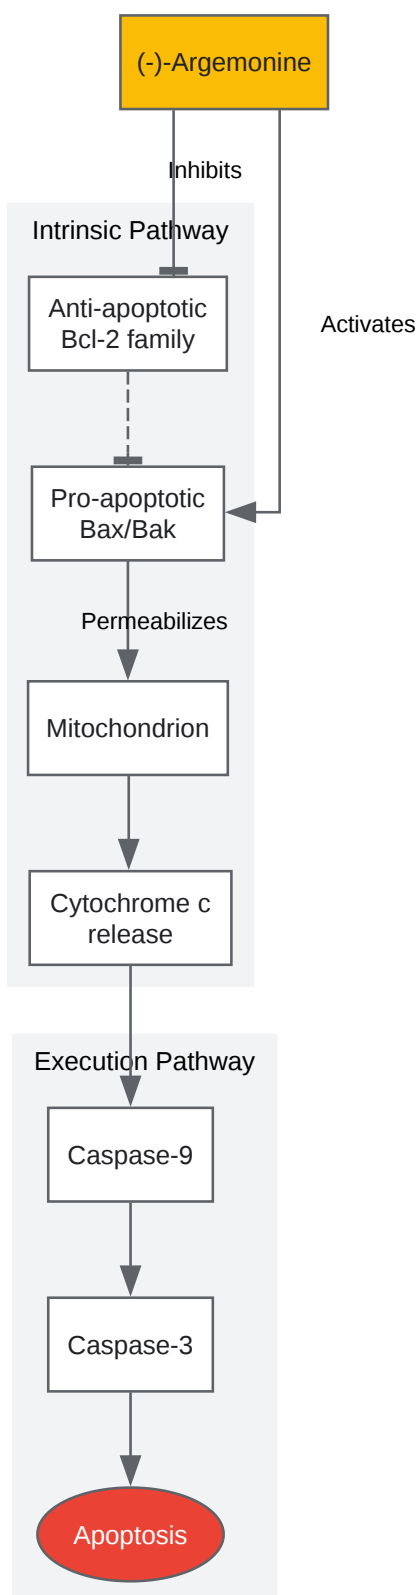 (-)-Argemonine
Inhibits
Intrinsic Pathway
Anti-apoptotic
Bcl-2 family
Activates
Pro-apoptotic
Bax/Bak
Permeabilizes
Mitochondrion
Cytochrome c
release
Execution Pathway
Caspase-9
Caspase-3
Apoptosis